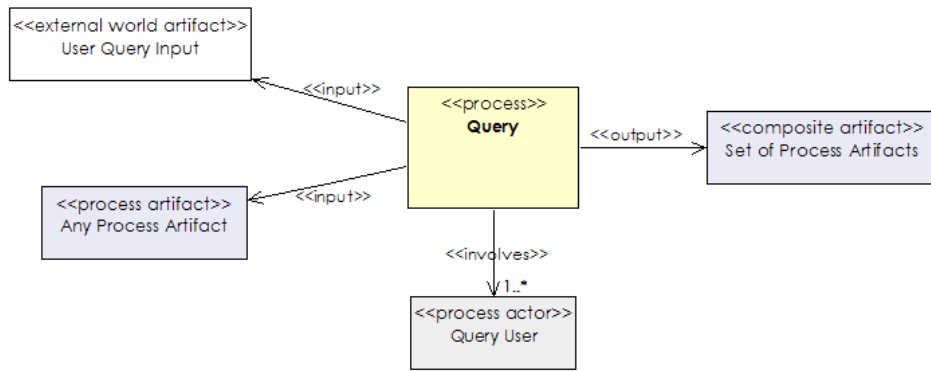 <<external world artifact>>
User Query Input
<<input>>
<<process>>
Query
<<output>>
<<composite artifact>>
Set of Process Artifacts
<<input>>
<<process artifact>>
Any Process Artifact
<<involves>>
1..*
<<process actor>>
Query User